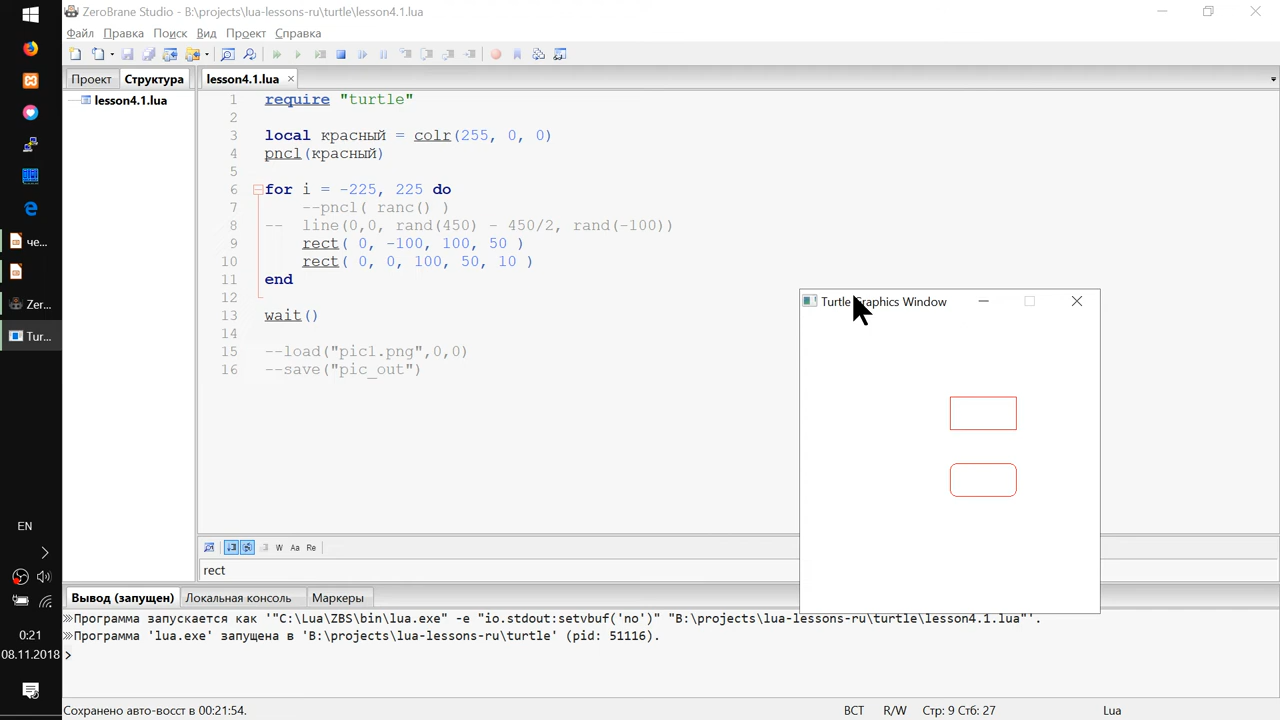 ZeroBrane Studio - B:\projects\lua-lessons-ru\turtle\lesson4.1.lua
Файл Правка Поиск Вид Проект Справка
Проект Структура
lesson4.1.lua
lesson4.1.lua
1 require "turtle"
2
3 local красный = colr(255, 0, 0)
4 pncl(красный)
5
6 for i = -225, 225 do
7 --pncl( ranc() )
8 -- line(0,0, rand(450) - 450/2, rand(-100))
9 rect( 0, -100, 100, 50 )
10 rect( 0, 0, 100, 50, 10 )
11 end
12
13 wait()
14
15 --load("pic1.png",0,0)
16 --save("pic_out")
Turtle Graphics Window
че...
Zer...
Tur...
EN
0:21
08.11.2018
W Aa Re
rect
Вывод (запущен) Локальная консоль Маркеры
Программа запускается как '"C:\Lua\ZBS\bin\lua.exe" -e "io.stdout:setvbuf('no')" "B:\projects\lua-lessons-ru\turtle\lesson4.1.lua"'.
Программа 'lua.exe' запущена в 'B:\projects\lua-lessons-ru\turtle' (pid: 51116).
Сохранено авто-восст в 00:21:54. ВСТ R/W Стр: 9 Стб: 27 Lua